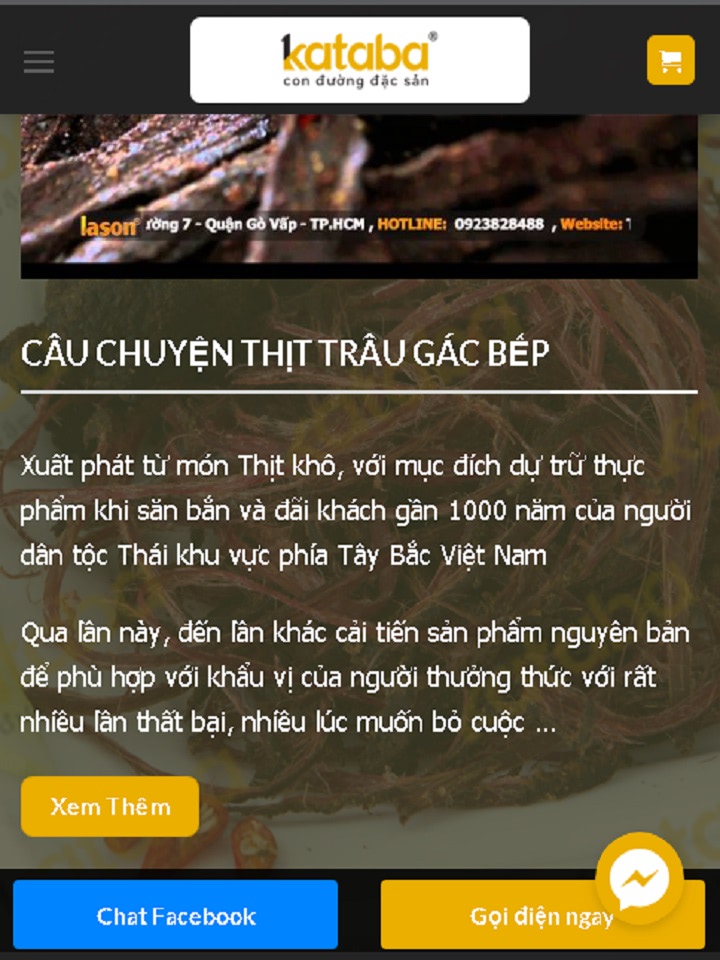 kataba®
con đường đặc sản
lason® ường 7 - Quận Gò Vấp - TP.HCM , HOTLINE: 0923828488 , Website:
CÂU CHUYỆN THỊT TRÂU GÁC BẾP
Xuất phát từ món Thịt khô, với mục đích dự trữ thực
phẩm khi săn bắn và đãi khách gần 1000 năm của người
dân tộc Thái khu vực phía Tây Bắc Việt Nam
Qua lần này, đến lần khác cải tiến sản phẩm nguyên bản
để phù hợp với khẩu vị của người thưởng thức với rất
nhiều lần thất bại, nhiều lúc muốn bỏ cuộc ...
Xem Thêm
Chat Facebook
Gọi điện ngay